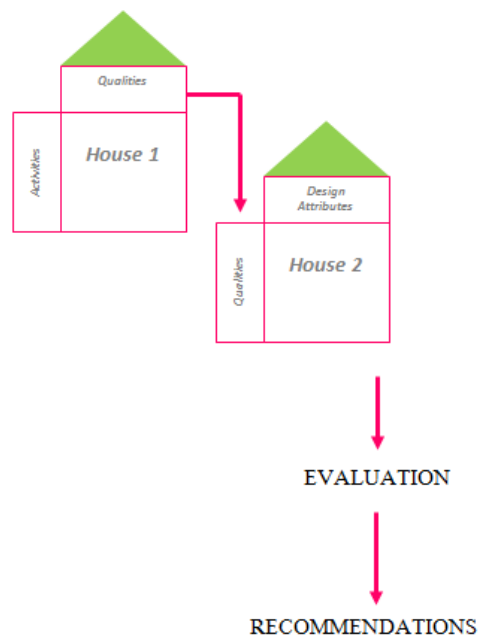 Qualities
Activities
House 1
Design
Attributes
Qualities
House 2
EVALUATION
RECOMMENDATIONS